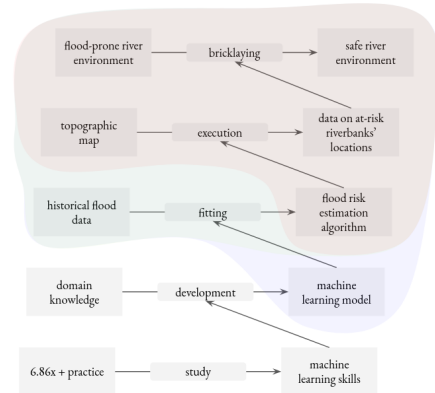 flood-prone river
environment
bricklaying
safe river
environment
topographic
map
execution
data on at-risk
riverbanks'
locations
historical flood
data
fitting
flood risk
estimation
algorithm
domain
knowledge
development
machine
learning model
6.86x + practice
study
machine
learning skills